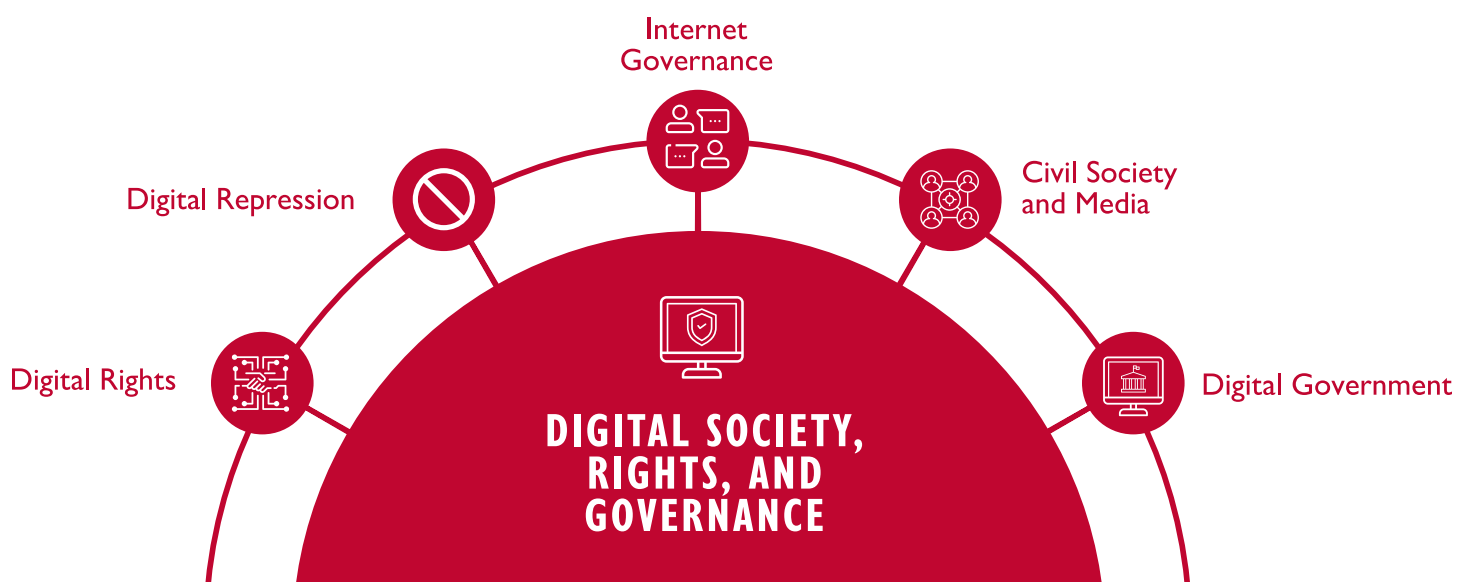 Internet
Governance
Digital Repression
Civil Society
and Media
Digital Rights
Digital Government
DIGITAL SOCIETY,
RIGHTS, AND
GOVERNANCE